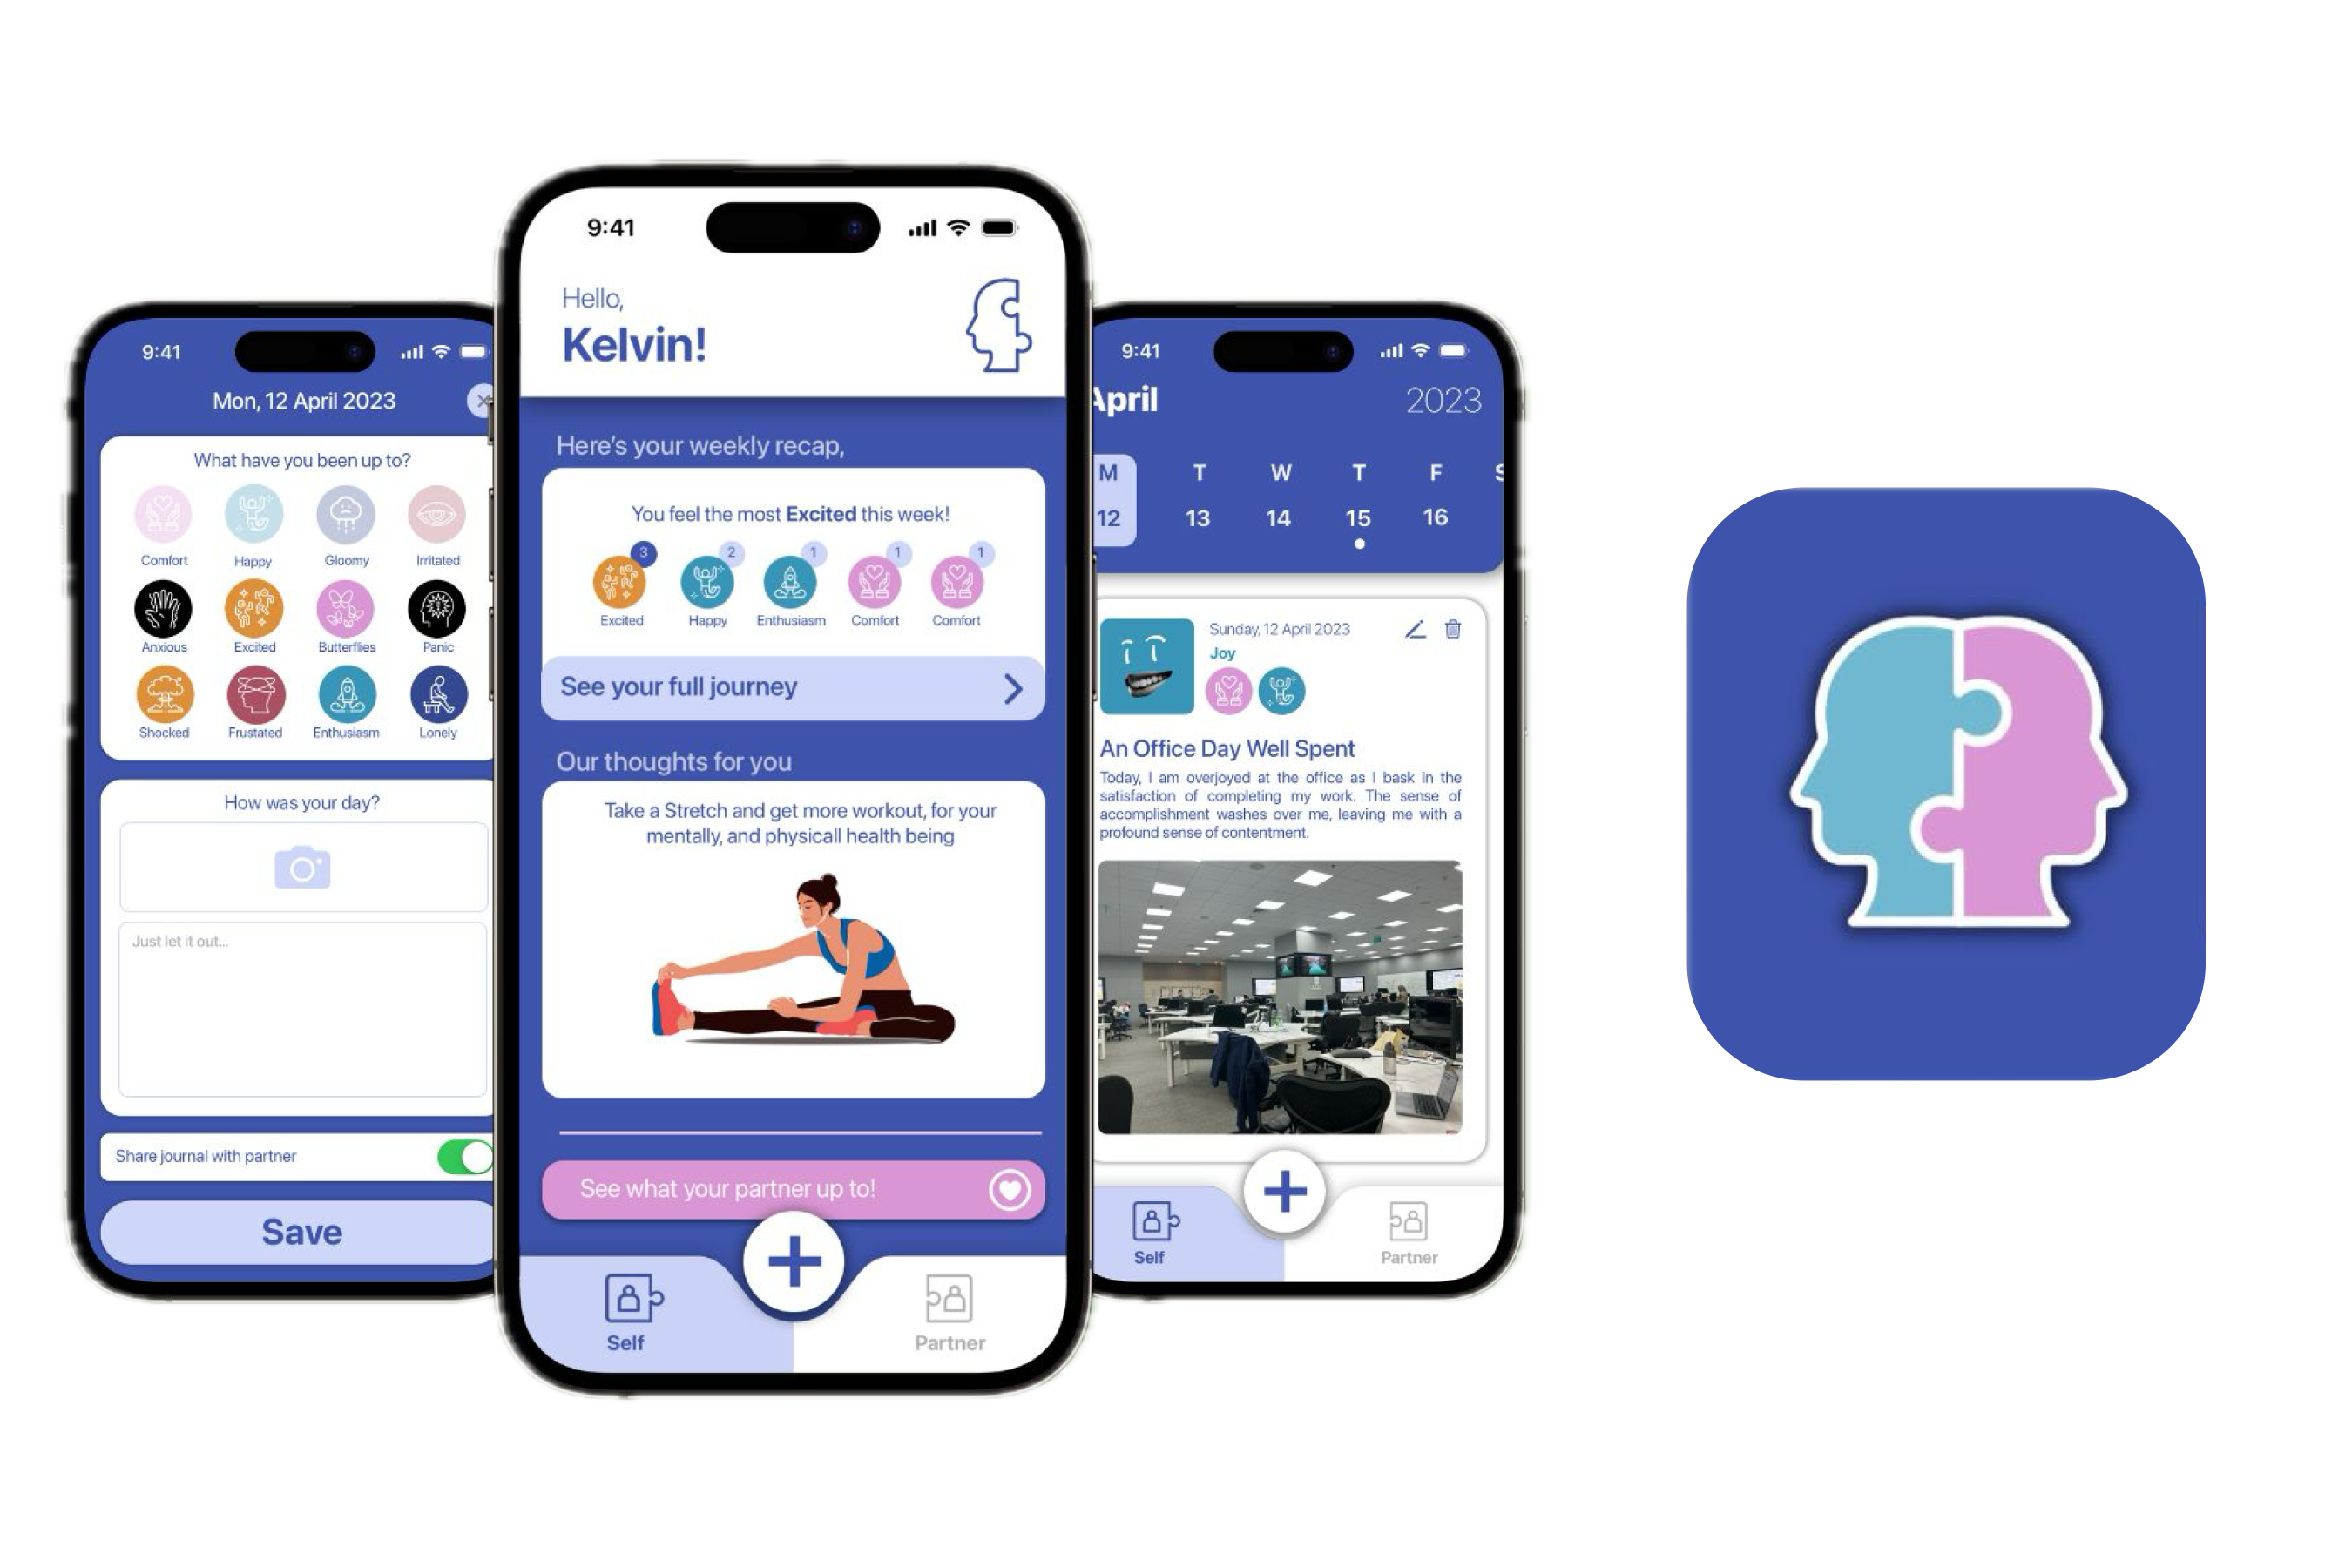 9:41
Mon, 12 April 2023
What have you been up to?
Comfort Happy Gloomy Irritated
Anxious Excited Butterflies Panic
Shocked Frustated Enthusiasm Lonely
How was your day?
Just let it out...
Share journal with partner
Save
9:41
Hello,
Kelvin!
Here's your weekly recap,
You feel the most Excited this week!
3 2 1 1 1
Excited Happy Enthusiasm Comfort Comfort
See your full journey
Our thoughts for you
Take a Stretch and get more workout, for your
mentally, and physicall health being
See what your partner up to!
Self Partner
9:41
April 2023
M T W T F S
12 13 14 15 16
Sunday, 12 April 2023
Joy
An Office Day Well Spent
Today, I am overjoyed at the office as I bask in the
satisfaction of completing my work. The sense of
accomplishment washes over me, leaving me with a
profound sense of contentment.
Self Partner